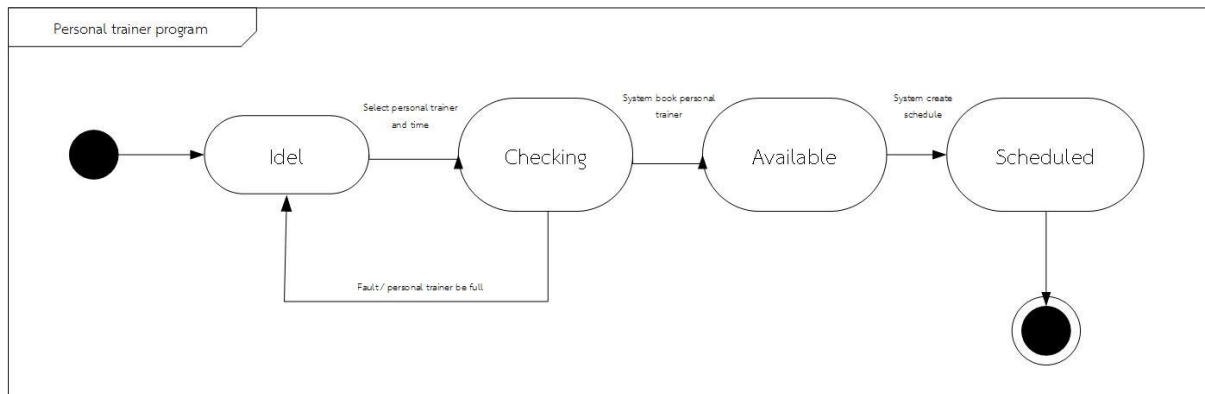 Personal trainer program
Select personal trainer
and time
System book personal
trainer
System create
schedule
Idel
Checking
Available
Scheduled
Fault / personal trainer be full